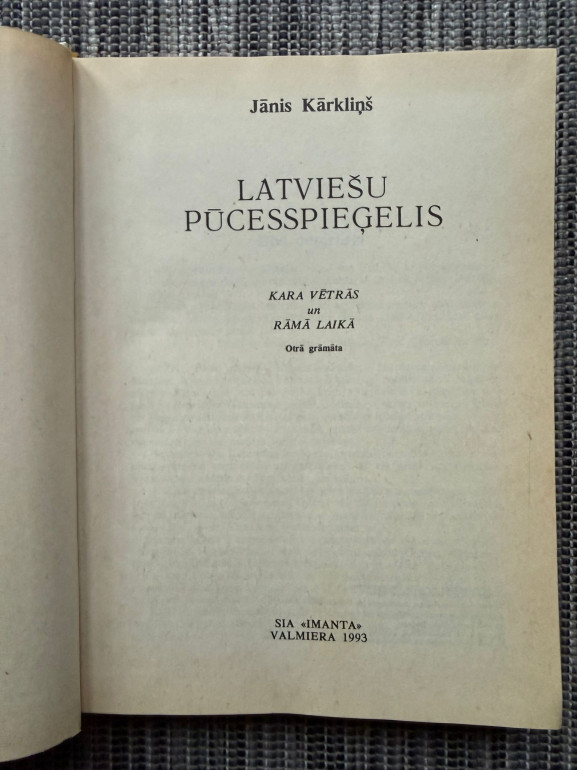 Jānis Kārkliņš
LATVIEŠU
PŪCESSPIEĢELIS
KARA VĒTRĀS
un
RĀMĀ LAIKĀ
Otrā grāmata
SIA «IMANTA»
VALMIERA 1993